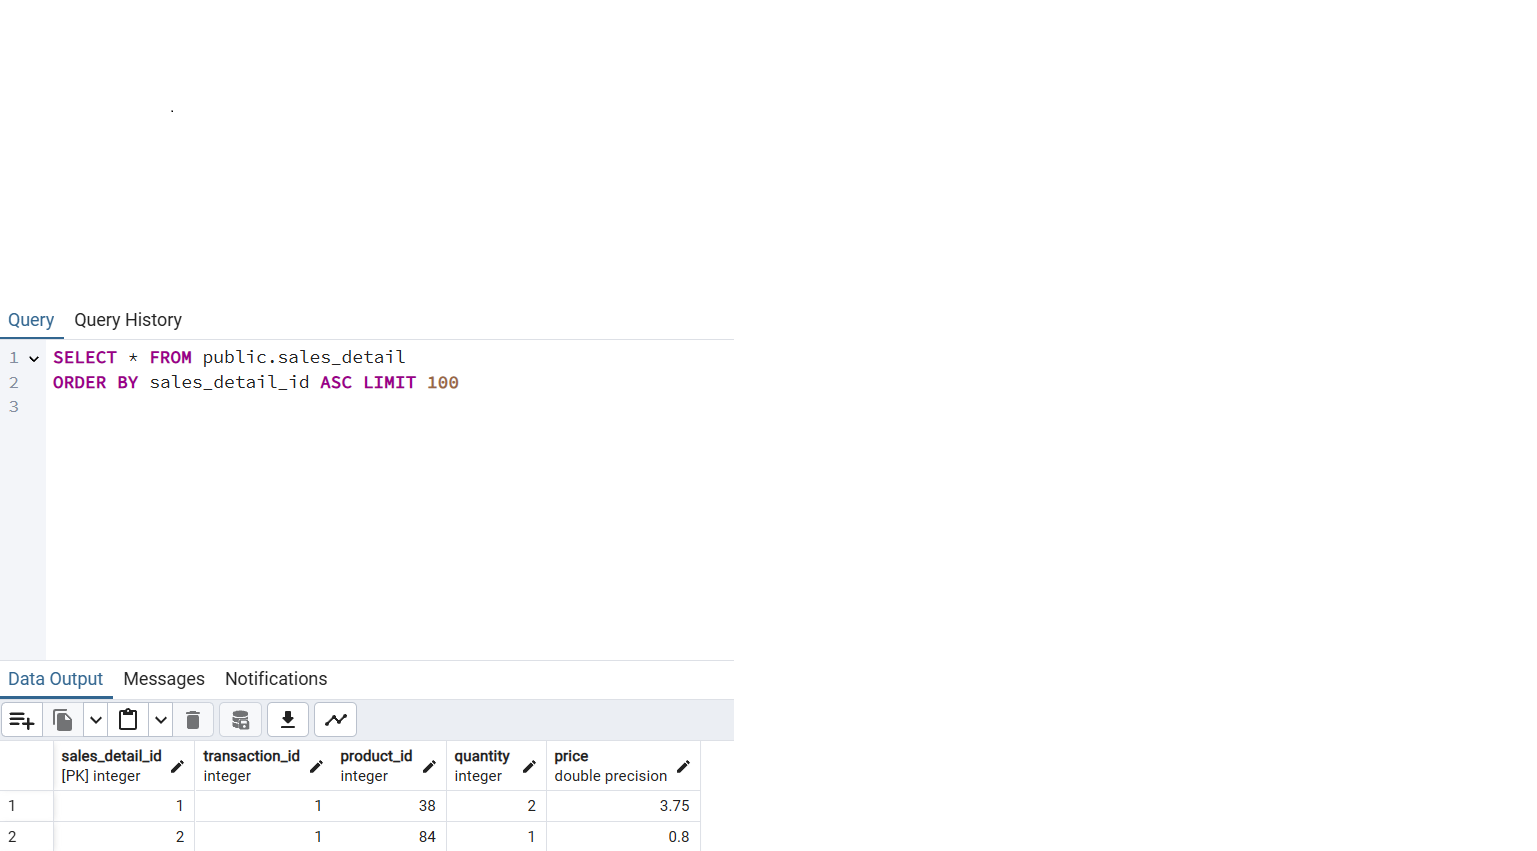 .
Query Query History
1 SELECT * FROM public.sales_detail
2 ORDER BY sales_detail_id ASC LIMIT 100
3
Data Output Messages Notifications
sales_detail_id transaction_id product_id quantity price
[PK] integer integer integer integer double precision
1 1 1 38 2 3.75
2 2 1 84 1 0.8